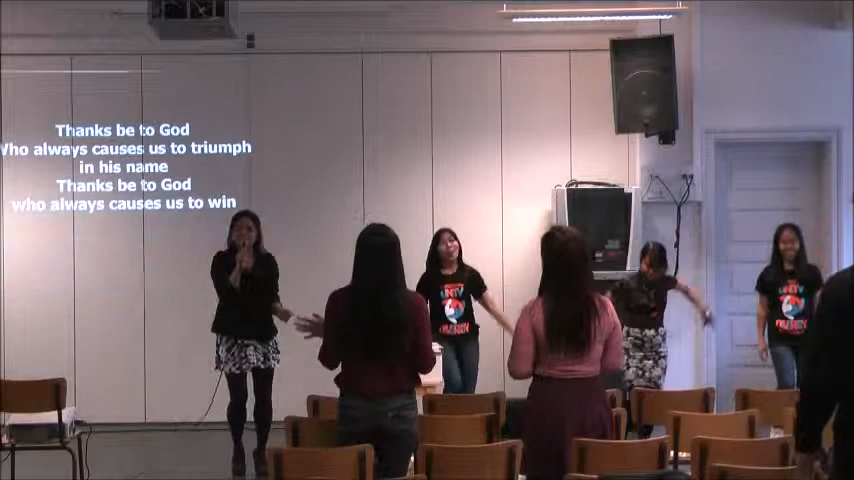 Thanks be to God
Who always causes us to triumph
in his name
Thanks be to God
who always causes us to win
UNITY